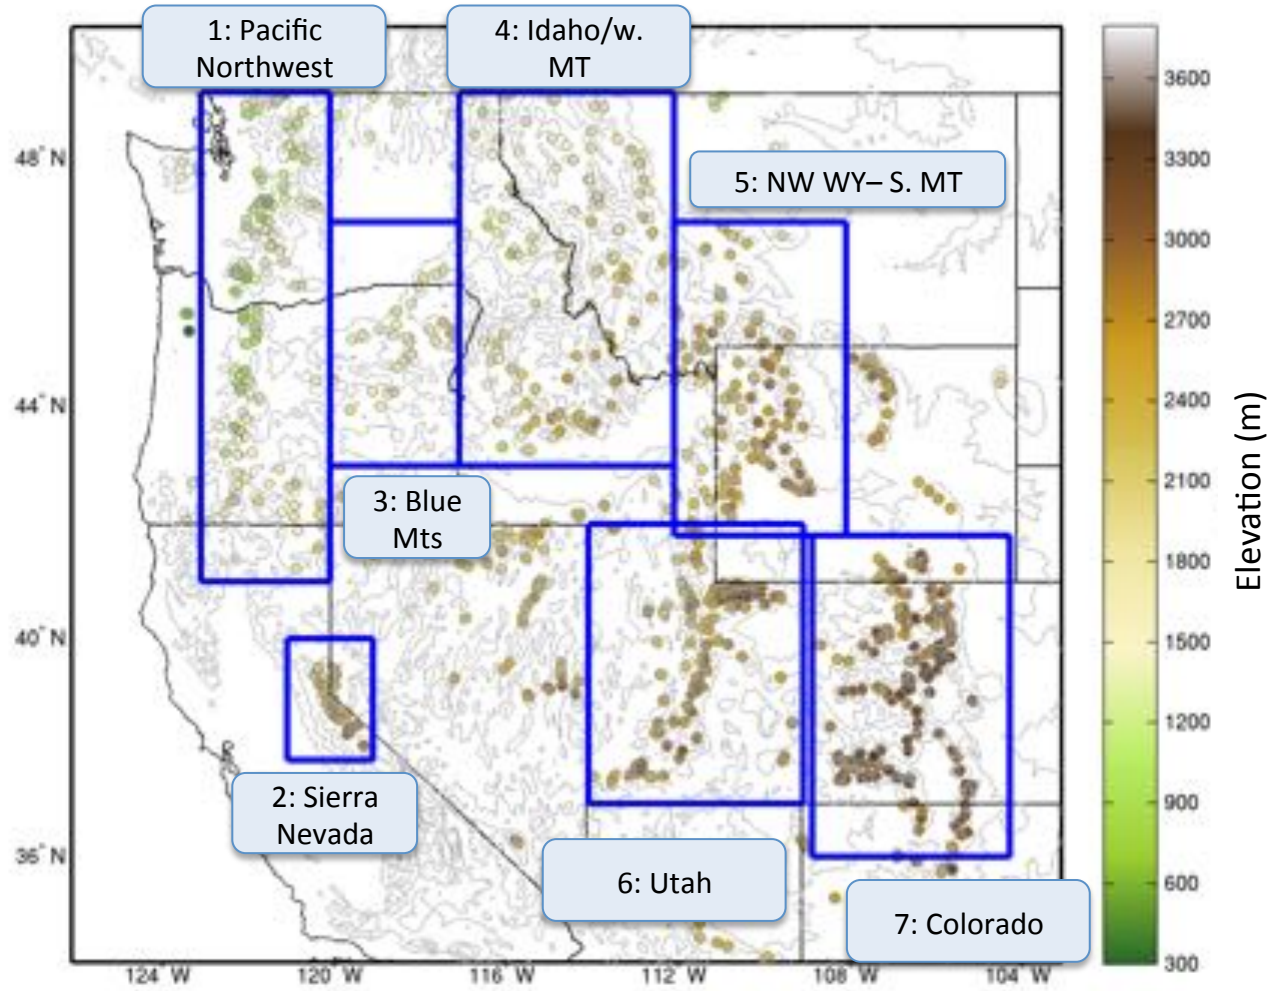 1: Pacific
Northwest
4: Idaho/w.
MT
5: NW WY– S. MT
3: Blue
Mts
2: Sierra
Nevada
6: Utah
7: Colorado
48° N
44° N
40° N
36° N
124° W
120° W
116° W
112° W
108° W
104° W
3600
3300
3000
2700
2400
2100
1800
1500
1200
900
600
300
Elevation (m)